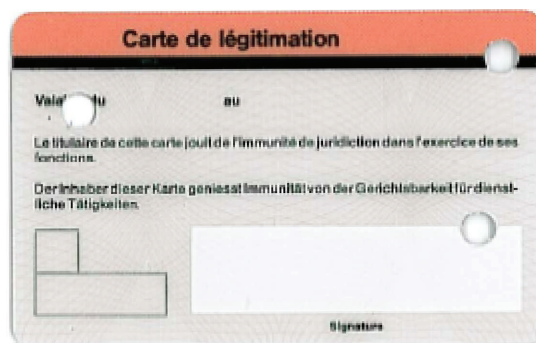 Carte de légitimation
au
Le titulaire de cette carte jouit de l'immunité de juridiction dans l'exercice de ses
fonctions.
Der Inhaber dieser Karte geniesst Immunität von der Gerichtsbarkeit für dienst-
liche Tätigkeiten.
Signature